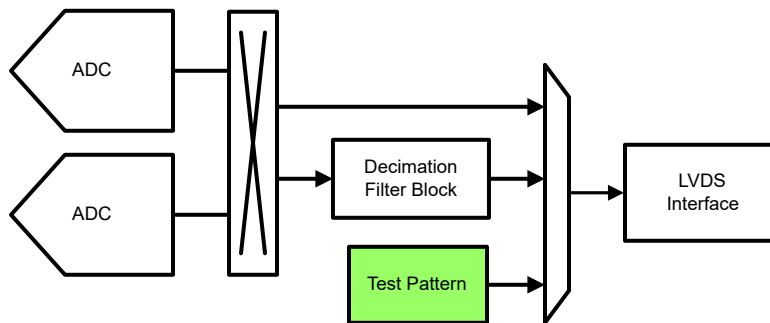 ADC
ADC
Decimation
Filter Block
Test Pattern
LVDS
Interface